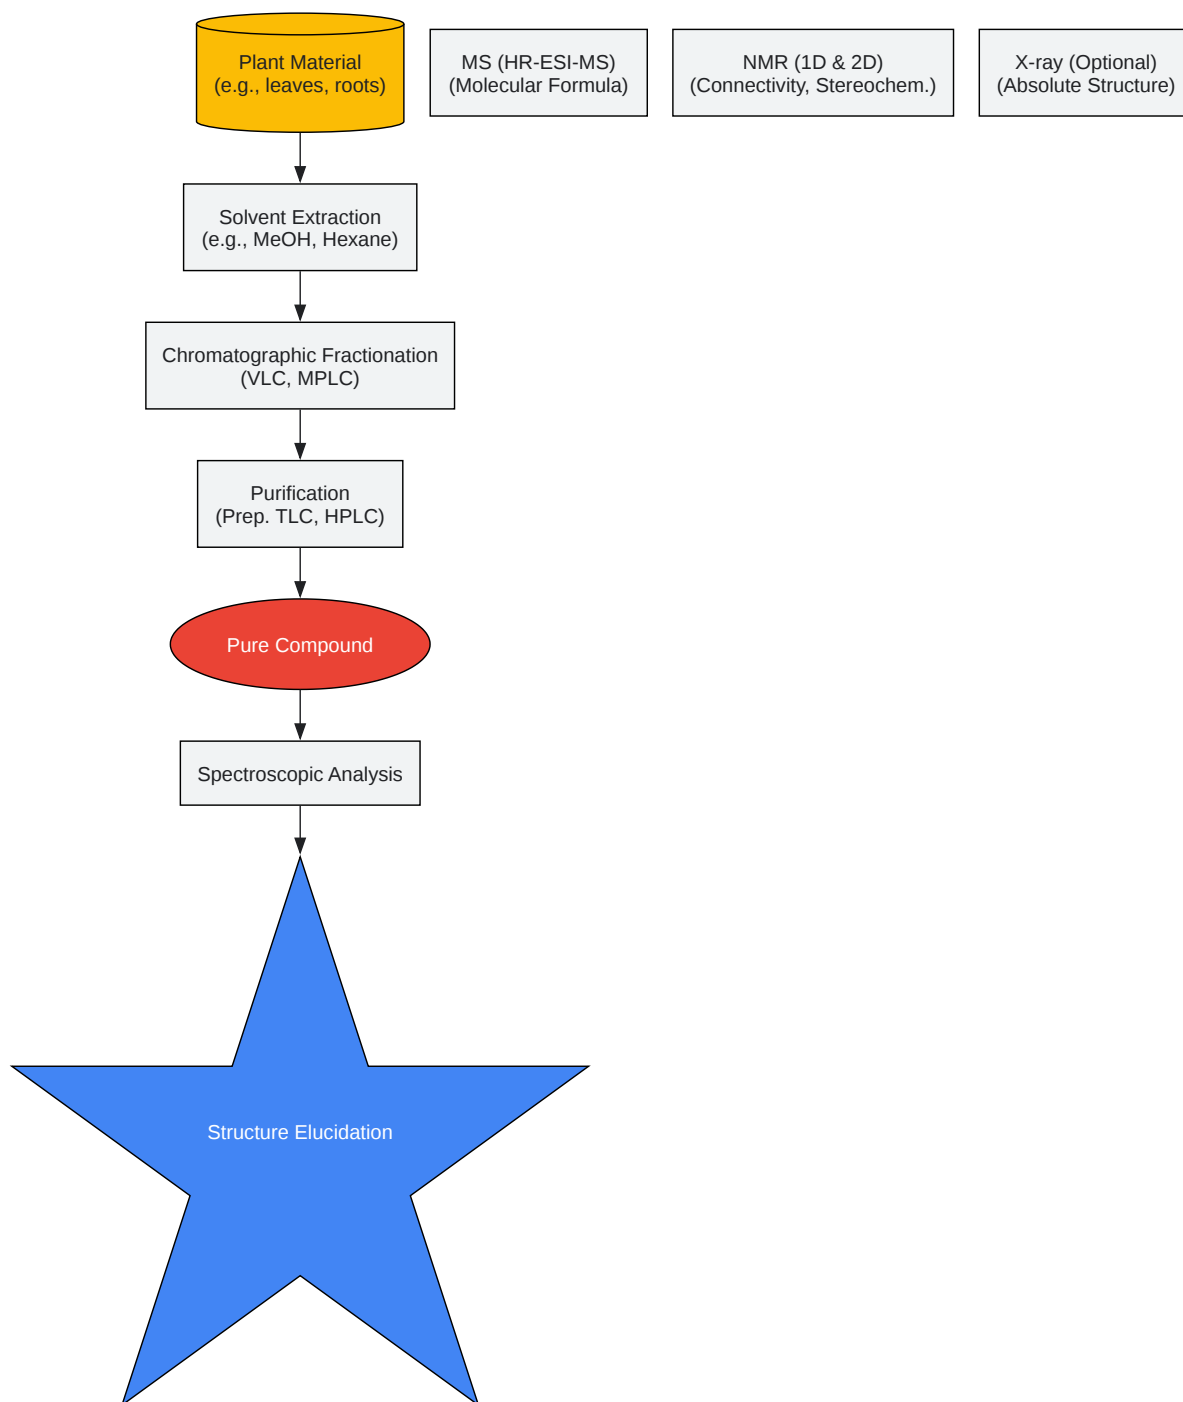 Plant Material
(e.g., leaves, roots)
MS (HR-ESI-MS)
(Molecular Formula)
NMR (1D & 2D)
(Connectivity, Stereochem.)
X-ray (Optional)
(Absolute Structure)
Solvent Extraction
(e.g., MeOH, Hexane)
Chromatographic Fractionation
(VLC, MPLC)
Purification
(Prep. TLC, HPLC)
Pure Compound
Spectroscopic Analysis
Structure Elucidation